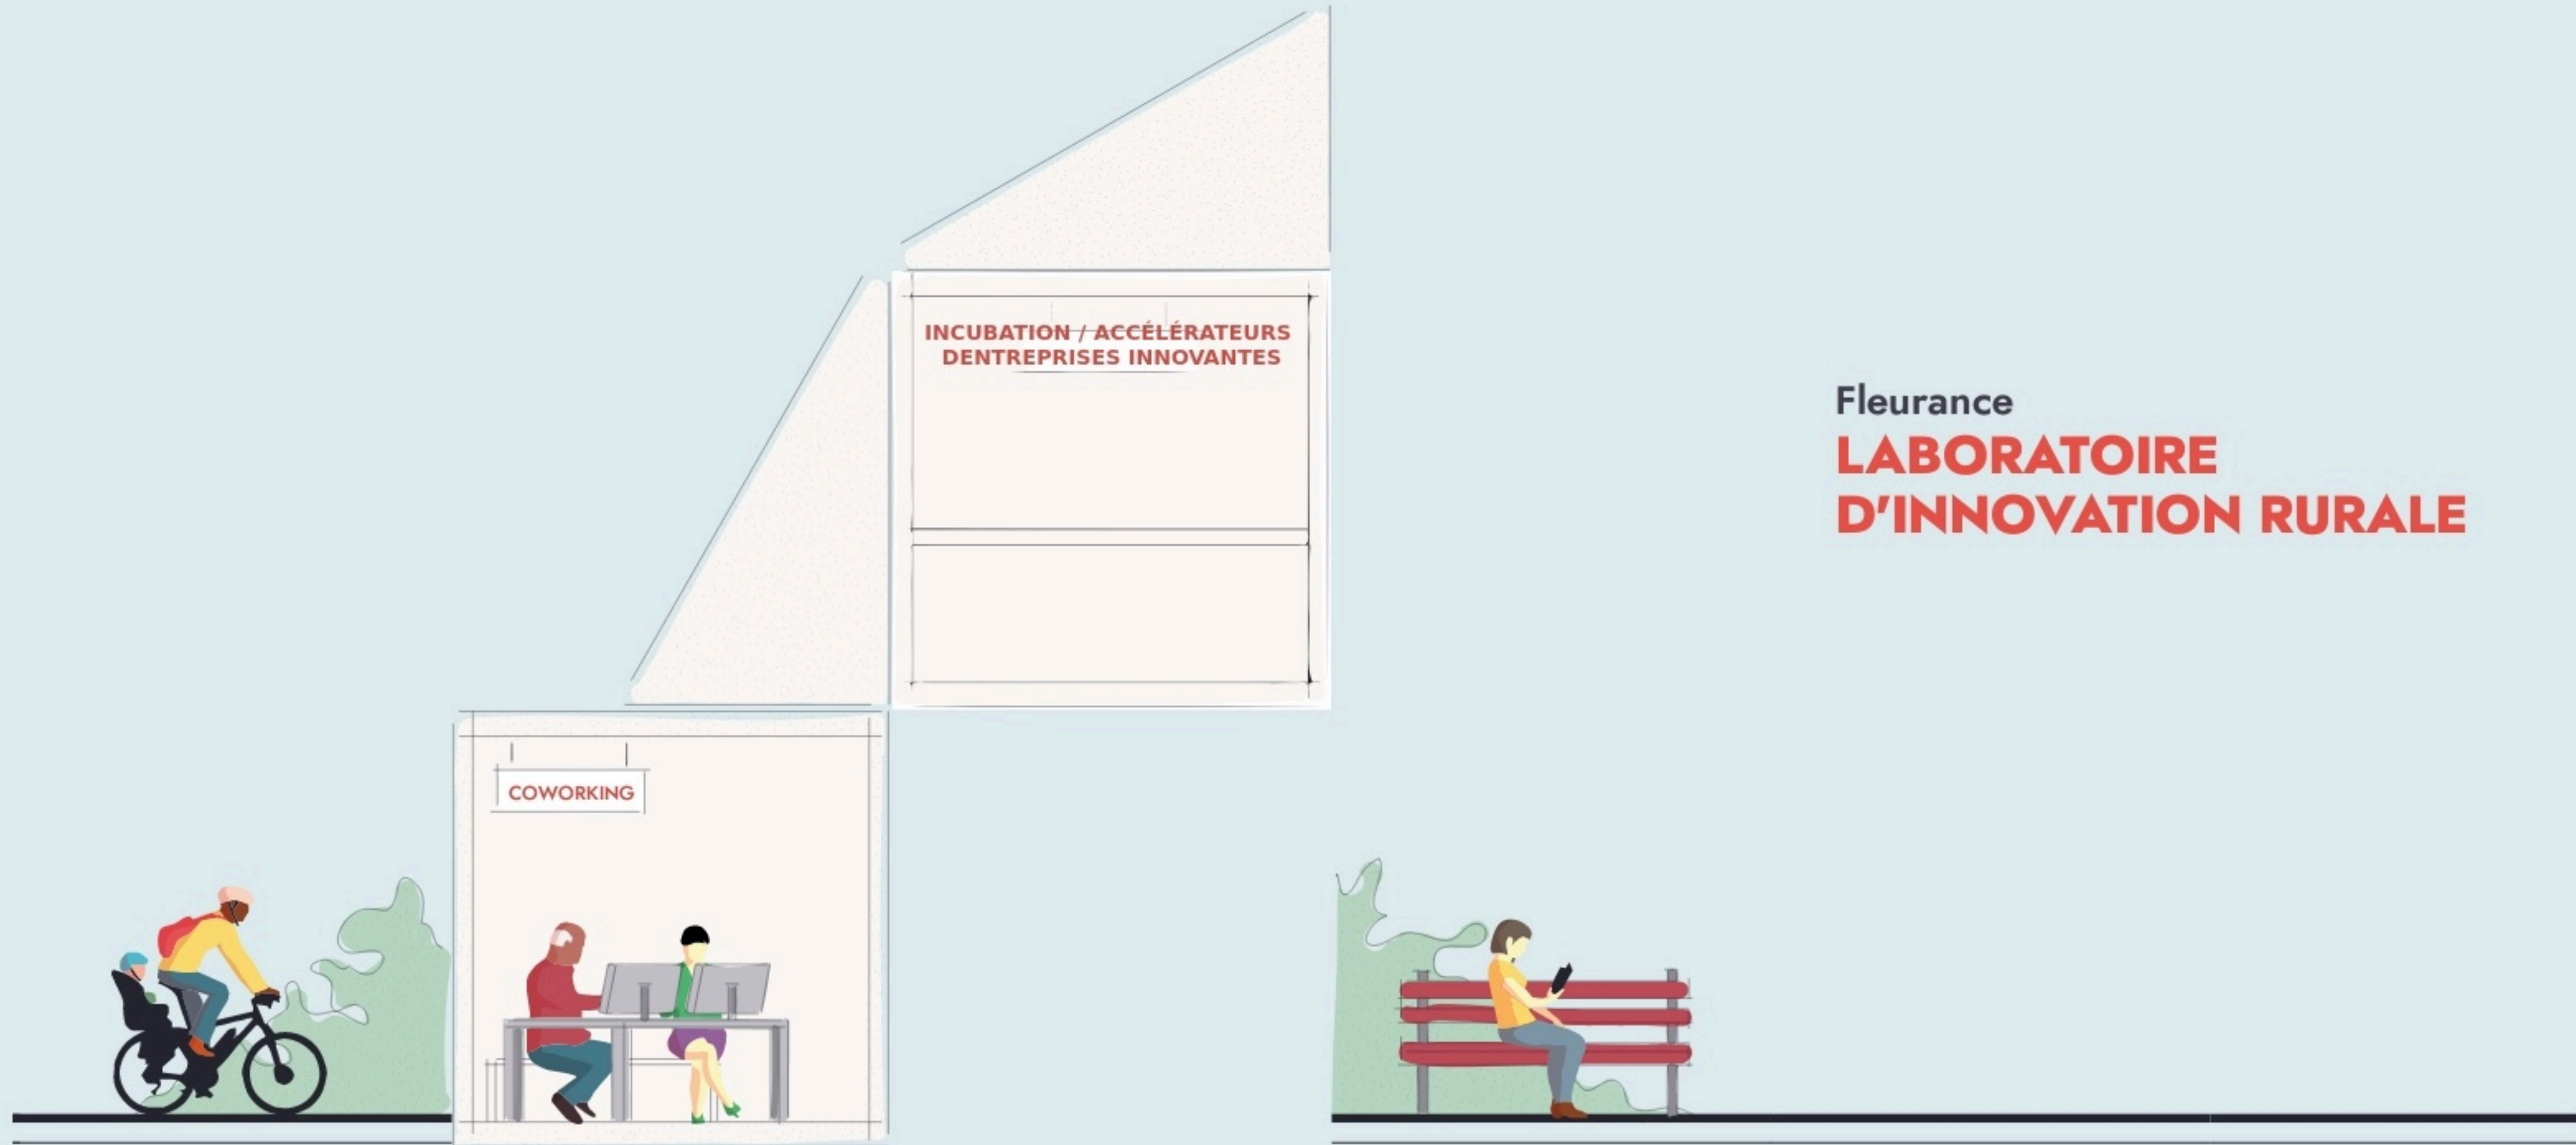 INCUBATION / ACCÉLÉRATEURS
DENTREPRISES INNOVANTES
Fleurance
LABORATOIRE
D'INNOVATION RURALE
COWORKING